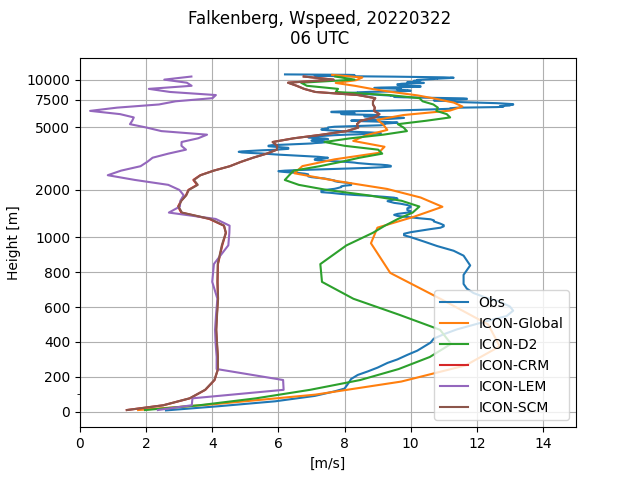 Falkenberg, Wspeed, 20220322
06 UTC
Height [m]
10000
7500
5000
2000
1000
800
600
400
200
0
Obs
ICON-Global
ICON-D2
ICON-CRM
ICON-LEM
ICON-SCM
0 2 4 6 8 10 12 14
[m/s]